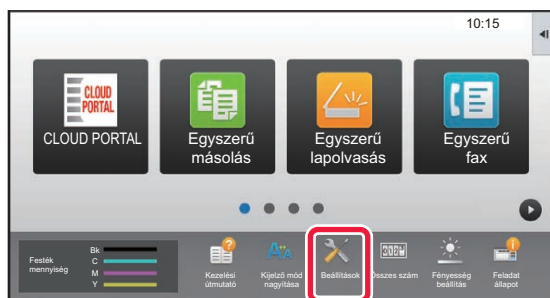 10:15
CLOUD
PORTAL
CLOUD PORTAL
Egyszerű
másolás
Egyszerű
lapolvasás
Egyszerű
fax
Festék
mennyiség
Bk
C
M
Y
Kezelési
útmutató
Kijelző mód
nagyítása
Beállítások
Összes szám
Fényesség
beállítás
Feladat
állapot